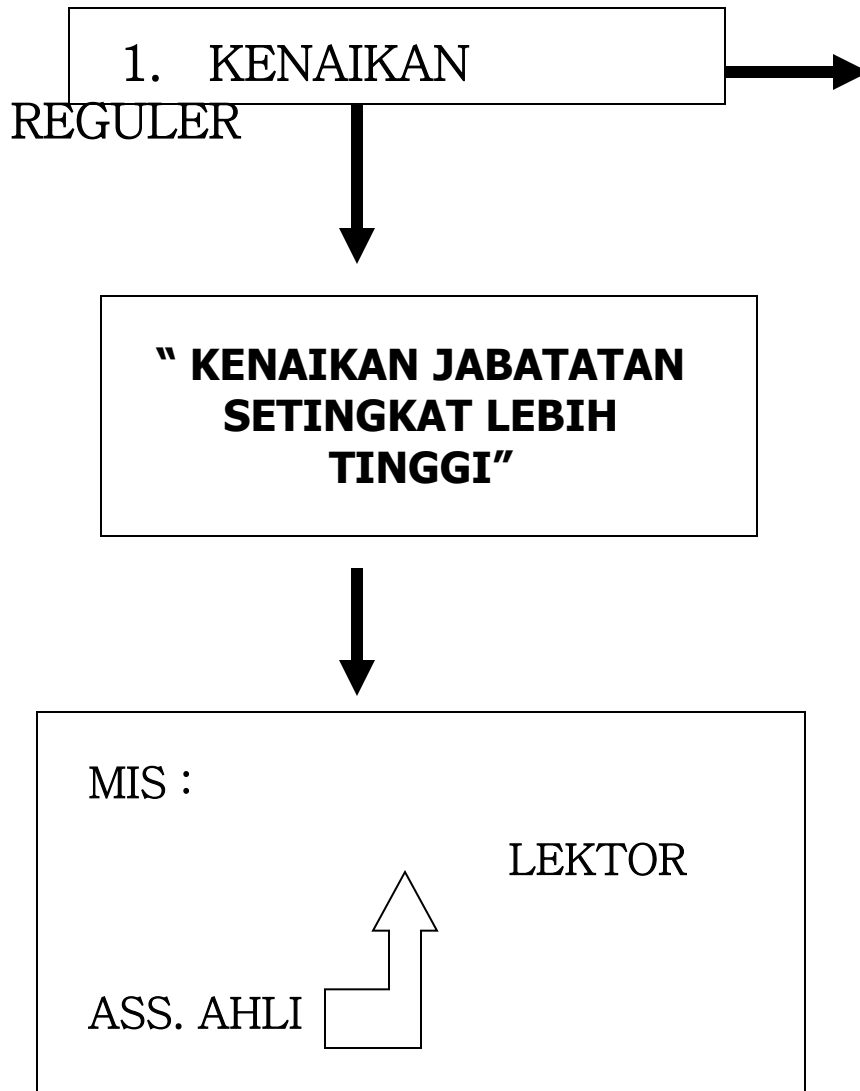 1. KENAIKAN
REGULER
“ KENAIKAN JABATATAN
SETINGKAT LEBIH
TINGGI”
MIS :
LEKTOR
ASS. AHLI